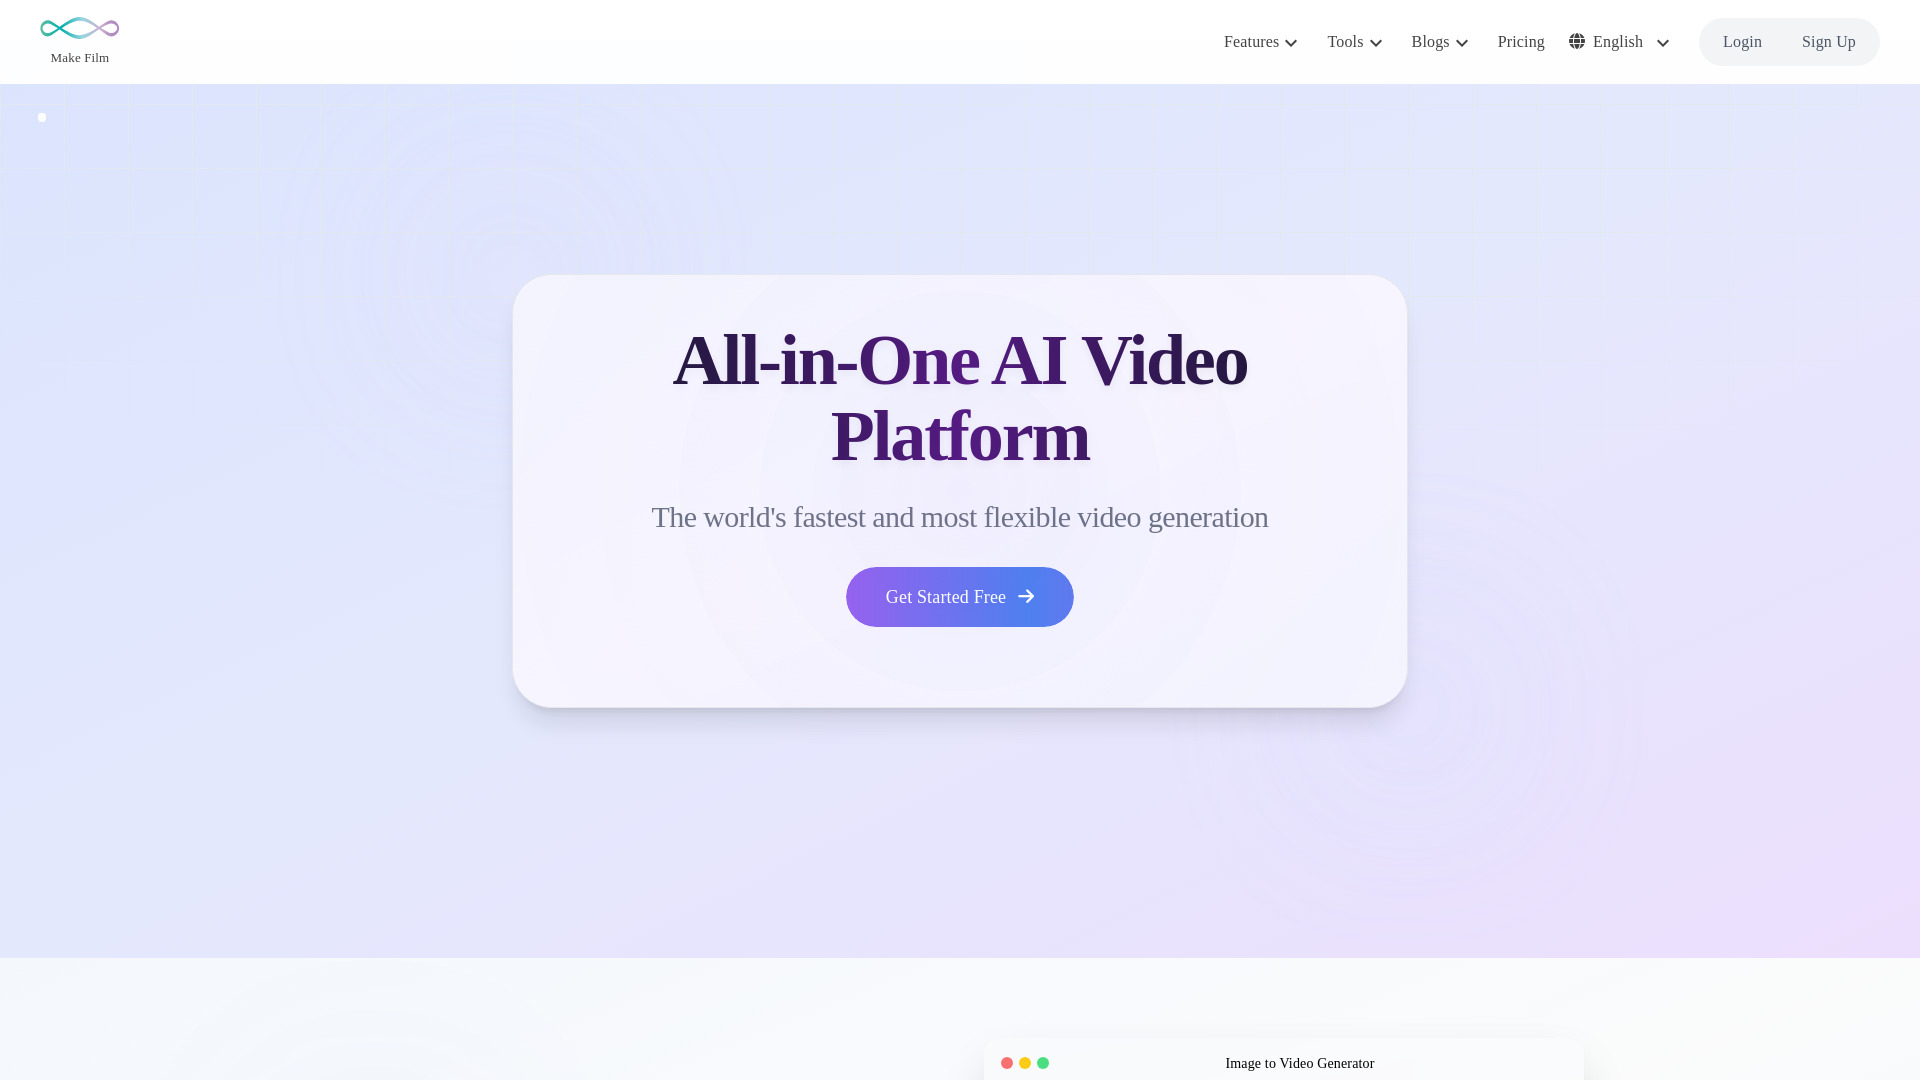 Make Film
Features
Tools
Blogs
Pricing
English
Login
Sign Up
All-in-One AI Video
Platform
The world's fastest and most flexible video generation
Get Started Free
Image to Video Generator